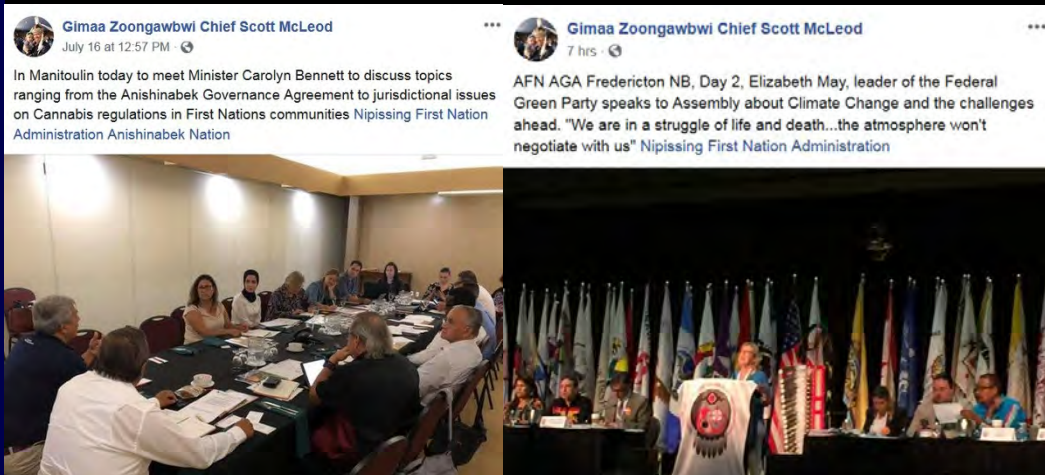 Gimaa Zoongawbwi Chief Scott McLeod
July 16 at 12:57 PM ·
In Manitoulin today to meet Minister Carolyn Bennett to discuss topics
ranging from the Anishinabek Governance Agreement to jurisdictional issues
on Cannabis regulations in First Nations communities Nipissing First Nation
Administration Anishinabek Nation
Gimaa Zoongawbwi Chief Scott McLeod
7 hrs ·
AFN AGA Fredericton NB, Day 2, Elizabeth May, leader of the Federal
Green Party speaks to Assembly about Climate Change and the challenges
ahead. "We are in a struggle of life and death...the atmosphere won't
negotiate with us" Nipissing First Nation Administration